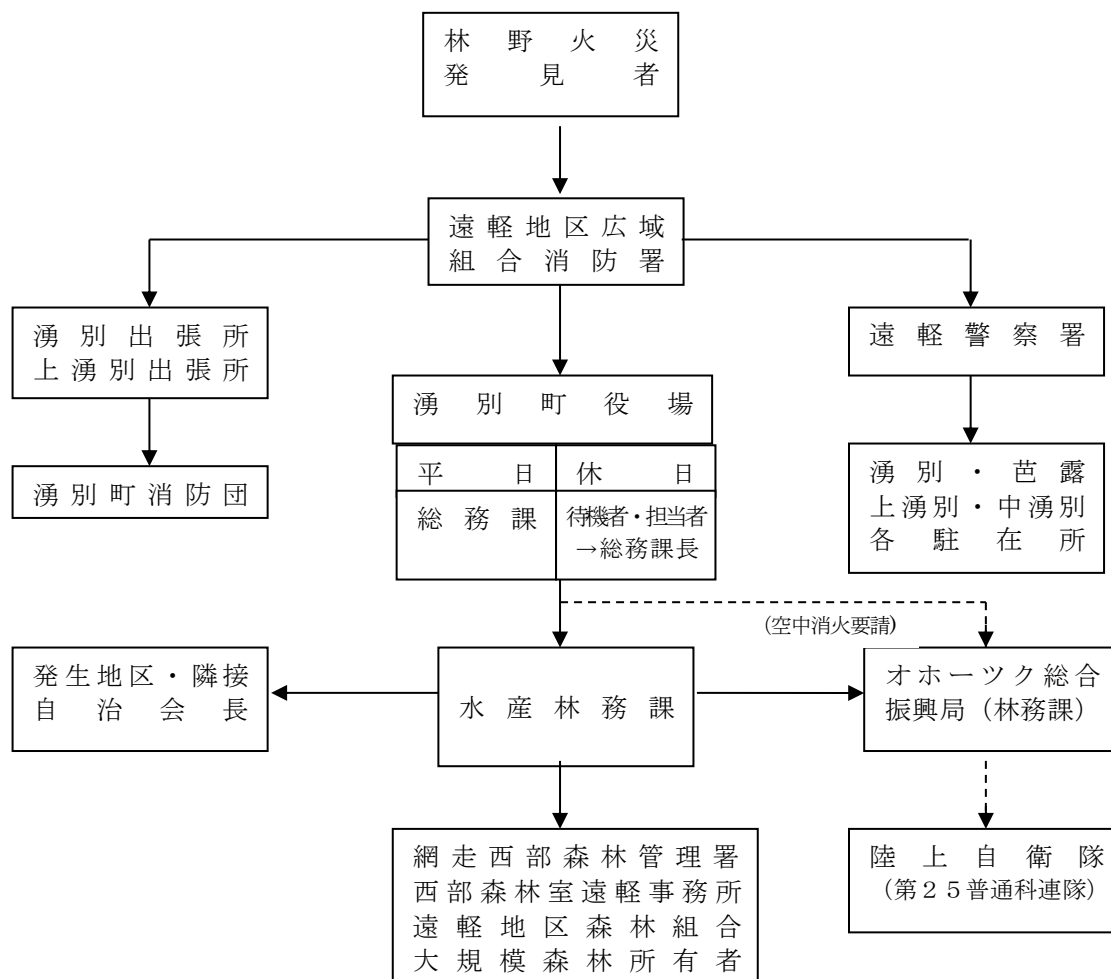 林野火災
発見者
遠軽地区広域
組合消防署
湧別出張所
上湧別出張所
遠軽警察署
湧別町役場
平日
休日
総務課
待機者・担当者
→総務課長
湧別町消防団
湧別・芭露
上湧別・中湧別
各駐在所
(空中消火要請)
発生地区・隣接
自治会長
水産林務課
オホーツク総合
振興局（林務課）
網走西部森林管理署
西部森林室遠軽事務所
遠軽地区森林組合
大規模森林所有者
陸上自衛隊
（第２５普通科連隊）